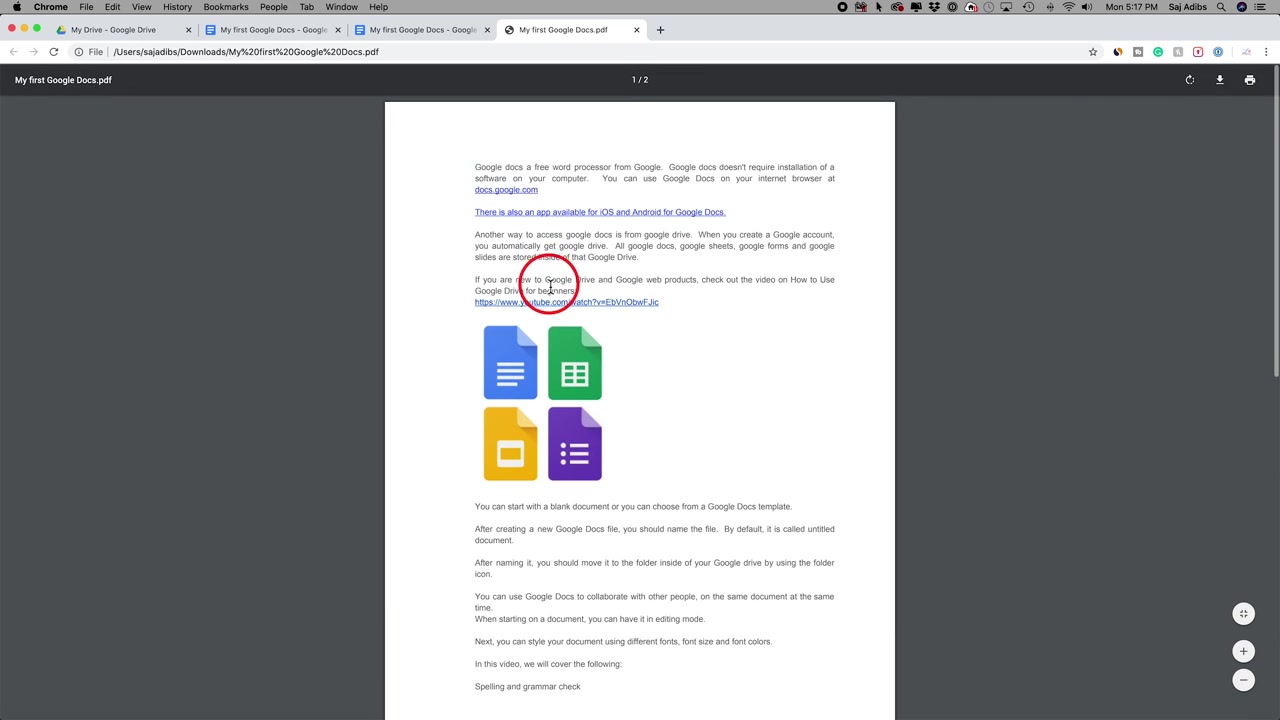 Chrome File Edit View History Bookmarks People Tab Window Help Mon 5:17 PM Saj Adibs
My Drive - Google Drive My first Google Docs - Google My first Google Docs - Google My first Google Docs.pdf
File /Users/sajadibs/Downloads/My%20first%20Google%20Docs.pdf
My first Google Docs.pdf 1 / 2
Google docs a free word processor from Google. Google docs doesn't require installation of a
software on your computer. You can use Google Docs on your internet browser at
docs.google.com
There is also an app available for iOS and Android for Google Docs.
Another way to access google docs is from google drive. When you create a Google account,
you automatically get google drive. All google docs, google sheets, google forms and google
slides are stored inside of that Google Drive.
If you are new to Google Drive and Google web products, check out the video on How to Use
Google Drive for beginners
https://www.youtube.com/watch?v=EbVnObwFJic
You can start with a blank document or you can choose from a Google Docs template.
After creating a new Google Docs file, you should name the file. By default, it is called untitled
document.
After naming it, you should move it to the folder inside of your Google drive by using the folder
icon.
You can use Google Docs to collaborate with other people, on the same document at the same
time.
When starting on a document, you can have it in editing mode.
Next, you can style your document using different fonts, font size and font colors.
In this video, we will cover the following:
Spelling and grammar check